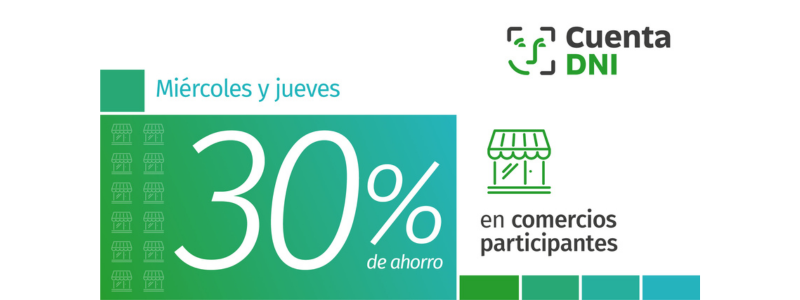 Cuenta
DNI
Miércoles y jueves
30%
de ahorro
en comercios
participantes